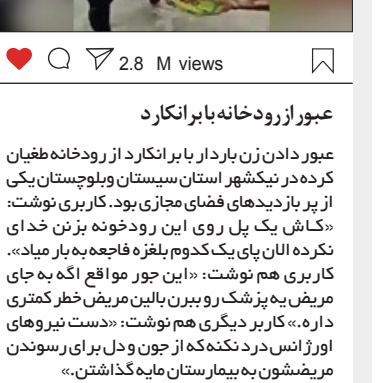 2.8 M views
عبور از رودخانه با برانکارد
عبور دادن زن باردار با برانکارد از رودخانه طغیان
کرده در نیکشهر استان سیستان وبلوچستان یکی
از پر بازدیدهای فضای مجازی بود. کاربری نوشت:
«کاش یک پل روی این رودخونه بزنن خدای
نکرده الان پای یک کدوم بلغزه فاجعه به بار میاد».
کاربری هم نوشت: «این جور مواقع اگه به جای
مریض یه پزشک رو ببرن بالین مریض خطر کمتری
داره.» کاربر دیگری هم نوشت: «دست نیروهای
اورژانس درد نکنه که از جون و دل برای رسوندن
مریضشون به بیمارستان مایه گذاشتن.»